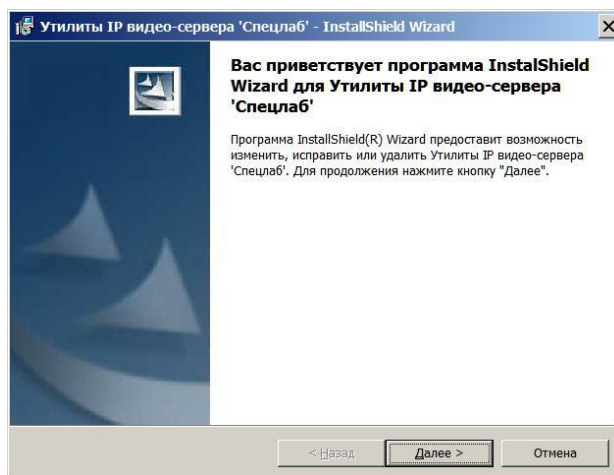 Утилиты IP видео-сервера 'Спецлаб' - InstallShield Wizard
Вас приветствует программа InstalShield
Wizard для Утилиты IP видео-сервера
'Спецлаб'
Программа InstallShield(R) Wizard предоставит возможность
изменить, исправить или удалить Утилиты IP видео-сервера
'Спецлаб'. Для продолжения нажмите кнопку "Далее".
< Назад
Далее >
Отмена